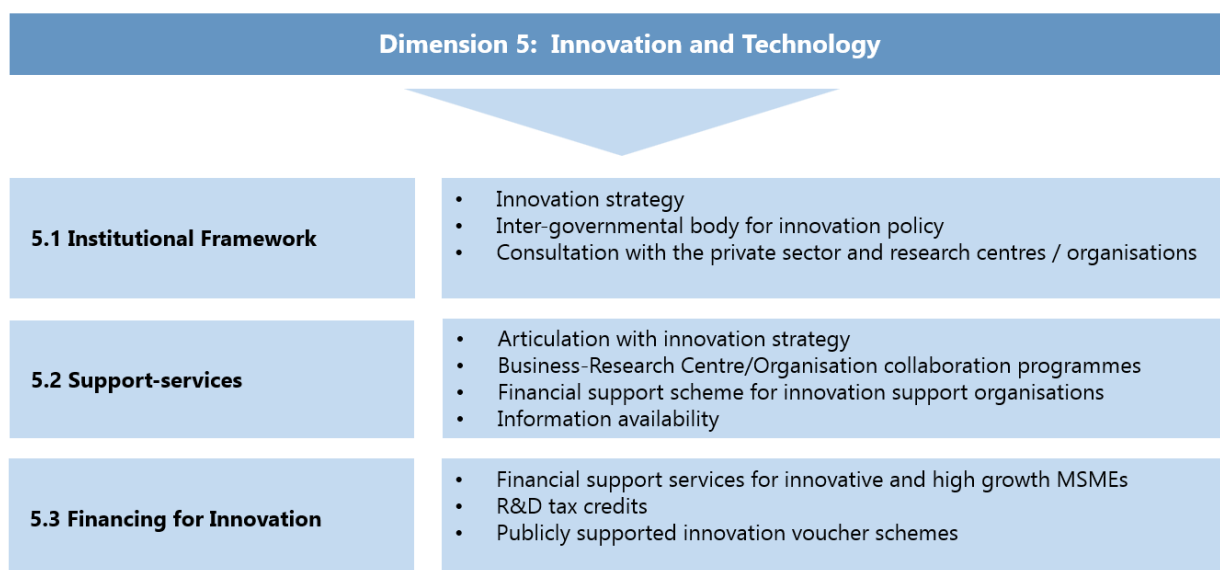 Dimension 5:  Innovation and Technology
5.1 Institutional Framework
• Innovation strategy
• Inter-governmental body for innovation policy
• Consultation with the private sector and research centres / organisations
5.2 Support-services
• Articulation with innovation strategy
• Business-Research Centre/Organisation collaboration programmes
• Financial support scheme for innovation support organisations
• Information availability
5.3 Financing for Innovation
• Financial support services for innovative and high growth MSMEs
• R&D tax credits
• Publicly supported innovation voucher schemes